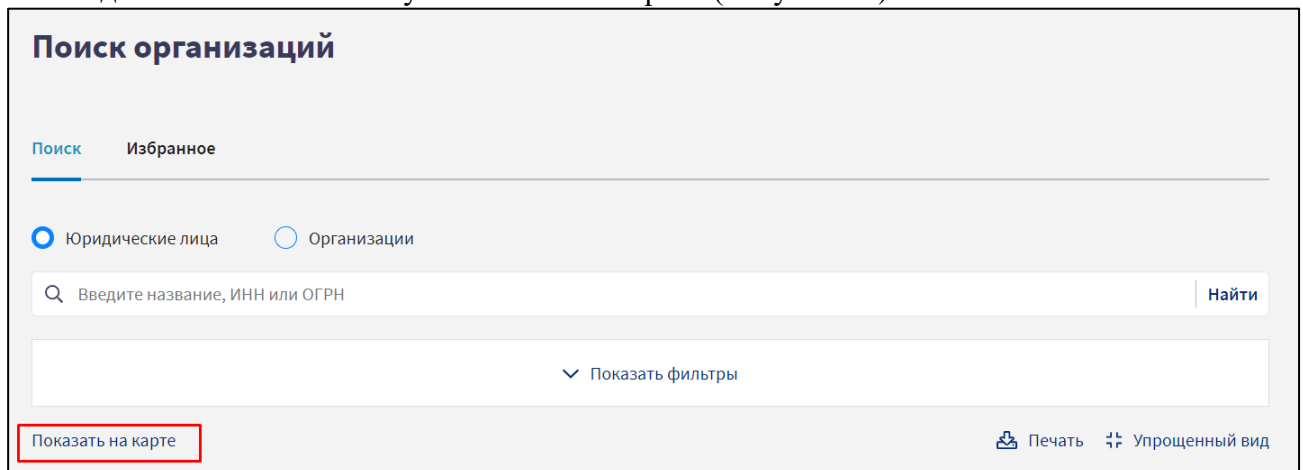 Поиск организаций
Поиск Избранное
Юридические лица Организации
Введите название, ИНН или ОГРН Найти
Показать фильтры
Показать на карте Печать Упрощенный вид